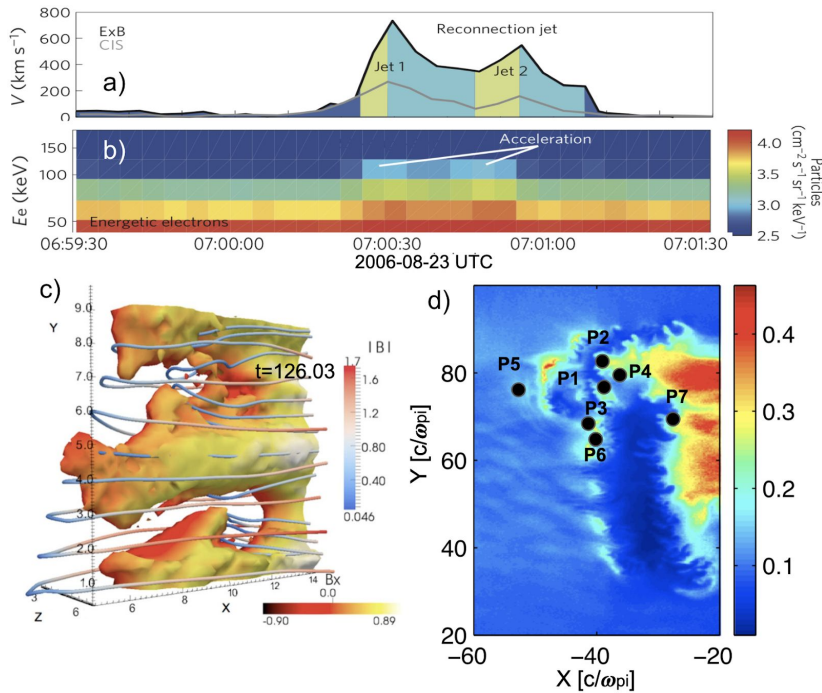 800
600
400
200
0
V (km s⁻¹)
ExB
CIS
Reconnection jet
a)
Jet 1
Jet 2
b)
Acceleration
150
100
50
Ee (keV)
Energetic electrons
06:59:30 07:00:00 07:00:30 07:01:00 07:01:30
2006-08-23 UTC
4.0
3.5
3.0
2.5
Particles
(cm⁻² s⁻¹ sr⁻¹ keV⁻¹)
c)
9.0
Y
8.0
7.0
6.0
5.0
4.0
3.0
2.0
1.0
t=126.03
|B|
1.7
1.6
1.2
0.80
0.40
0.046
Z
6
8
10
12
14
X
Bx
0.0
-0.90
0.89
d)
P2
P5
P1
P4
P7
P3
P6
80
60
40
20
Y [c/ωpi]
−60 −40 −20
X [c/ωpi]
0.4
0.3
0.2
0.1